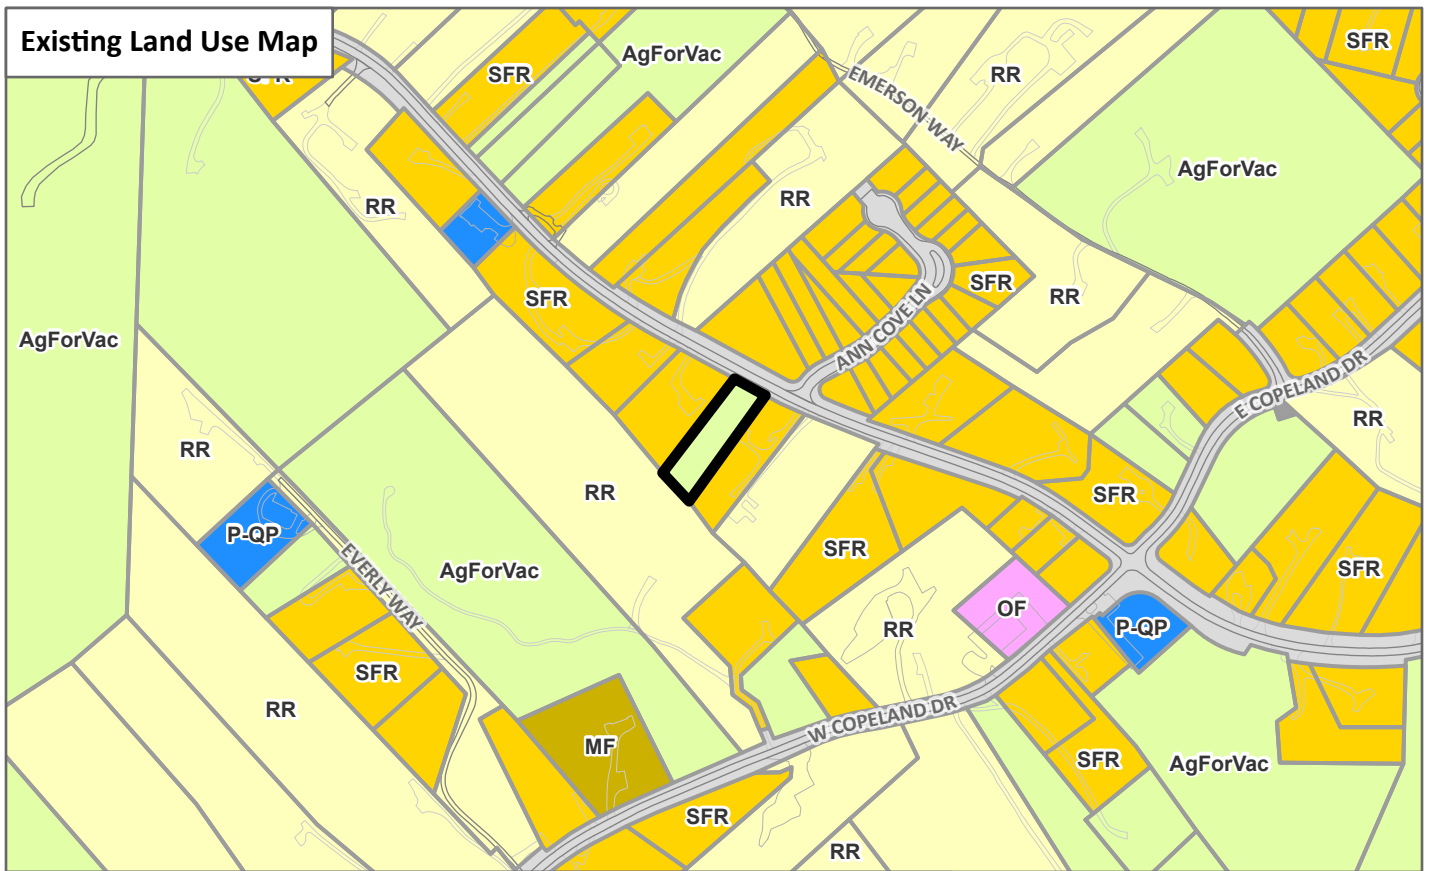 Existing Land Use Map
SFR
AgForVac
SFR
RR
EMERSON WAY
AgForVac
RR
RR
SFR
RR
SFR
AgForVac
ANN COVE LN
E COPELAND DR
RR
RR
RR
SFR
P-QP
SFR
AgForVac
EVERLY WAY
SFR
OF
P-QP
RR
SFR
RR
W COPELAND DR
MF
SFR
AgForVac
SFR
RR